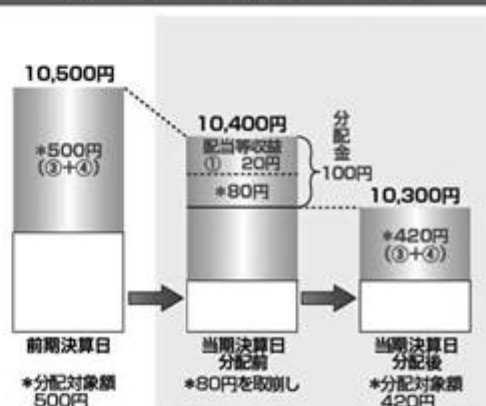 10,500円
*500円
(③+④)
前期決算日
*分配対象額
500円
10,400円
配当等収益
① 20円
*80円
分配金
100円
当期決算日
分配前
*80円を取崩し
10,300円
*420円
(③+④)
当期決算日
分配後
*分配対象額
420円